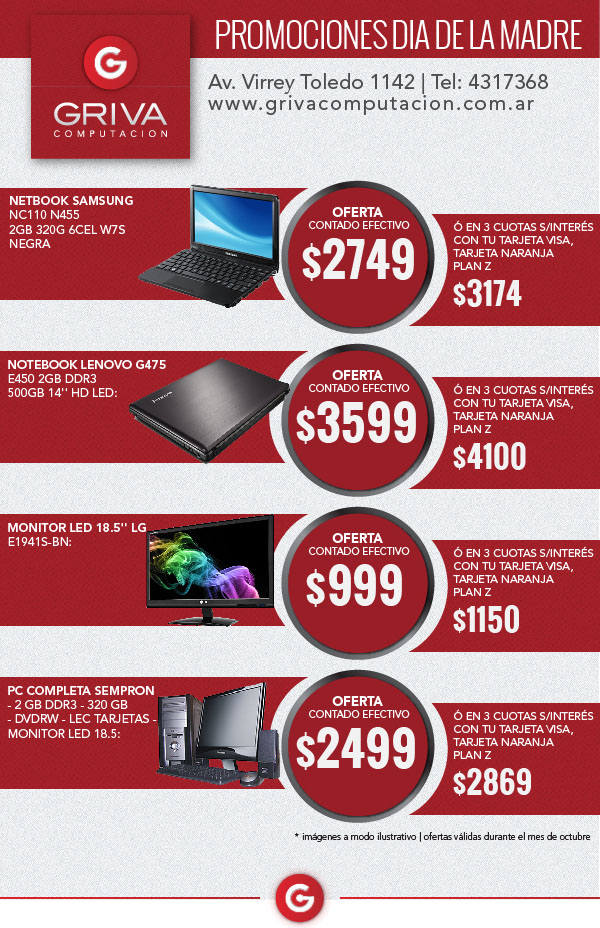 PROMOCIONES DIA DE LA MADRE
G
GRIVA
COMPUTACION
Av. Virrey Toledo 1142 | Tel: 4317368
www.grivacomputacion.com.ar
NETBOOK SAMSUNG
NC110 N455
2GB 320G 6CEL W7S
NEGRA
OFERTA
CONTADO EFECTIVO
$2749
Ó EN 3 CUOTAS S/INTERÉS
CON TU TARJETA VISA,
TARJETA NARANJA
PLAN Z
$3174
NOTEBOOK LENOVO G475
E450 2GB DDR3
500GB 14'' HD LED:
OFERTA
CONTADO EFECTIVO
$3599
Ó EN 3 CUOTAS S/INTERÉS
CON TU TARJETA VISA,
TARJETA NARANJA
PLAN Z
$4100
MONITOR LED 18.5'' LG
E1941S-BN:
OFERTA
CONTADO EFECTIVO
$999
Ó EN 3 CUOTAS S/INTERÉS
CON TU TARJETA VISA,
TARJETA NARANJA
PLAN Z
$1150
PC COMPLETA SEMPRON
- 2 GB DDR3 - 320 GB
- DVDRW - LEC TARJETAS -
MONITOR LED 18.5:
OFERTA
CONTADO EFECTIVO
$2499
Ó EN 3 CUOTAS S/INTERÉS
CON TU TARJETA VISA,
TARJETA NARANJA
PLAN Z
$2869
* imágenes a modo ilustrativo | ofertas válidas durante el mes de octubre
G